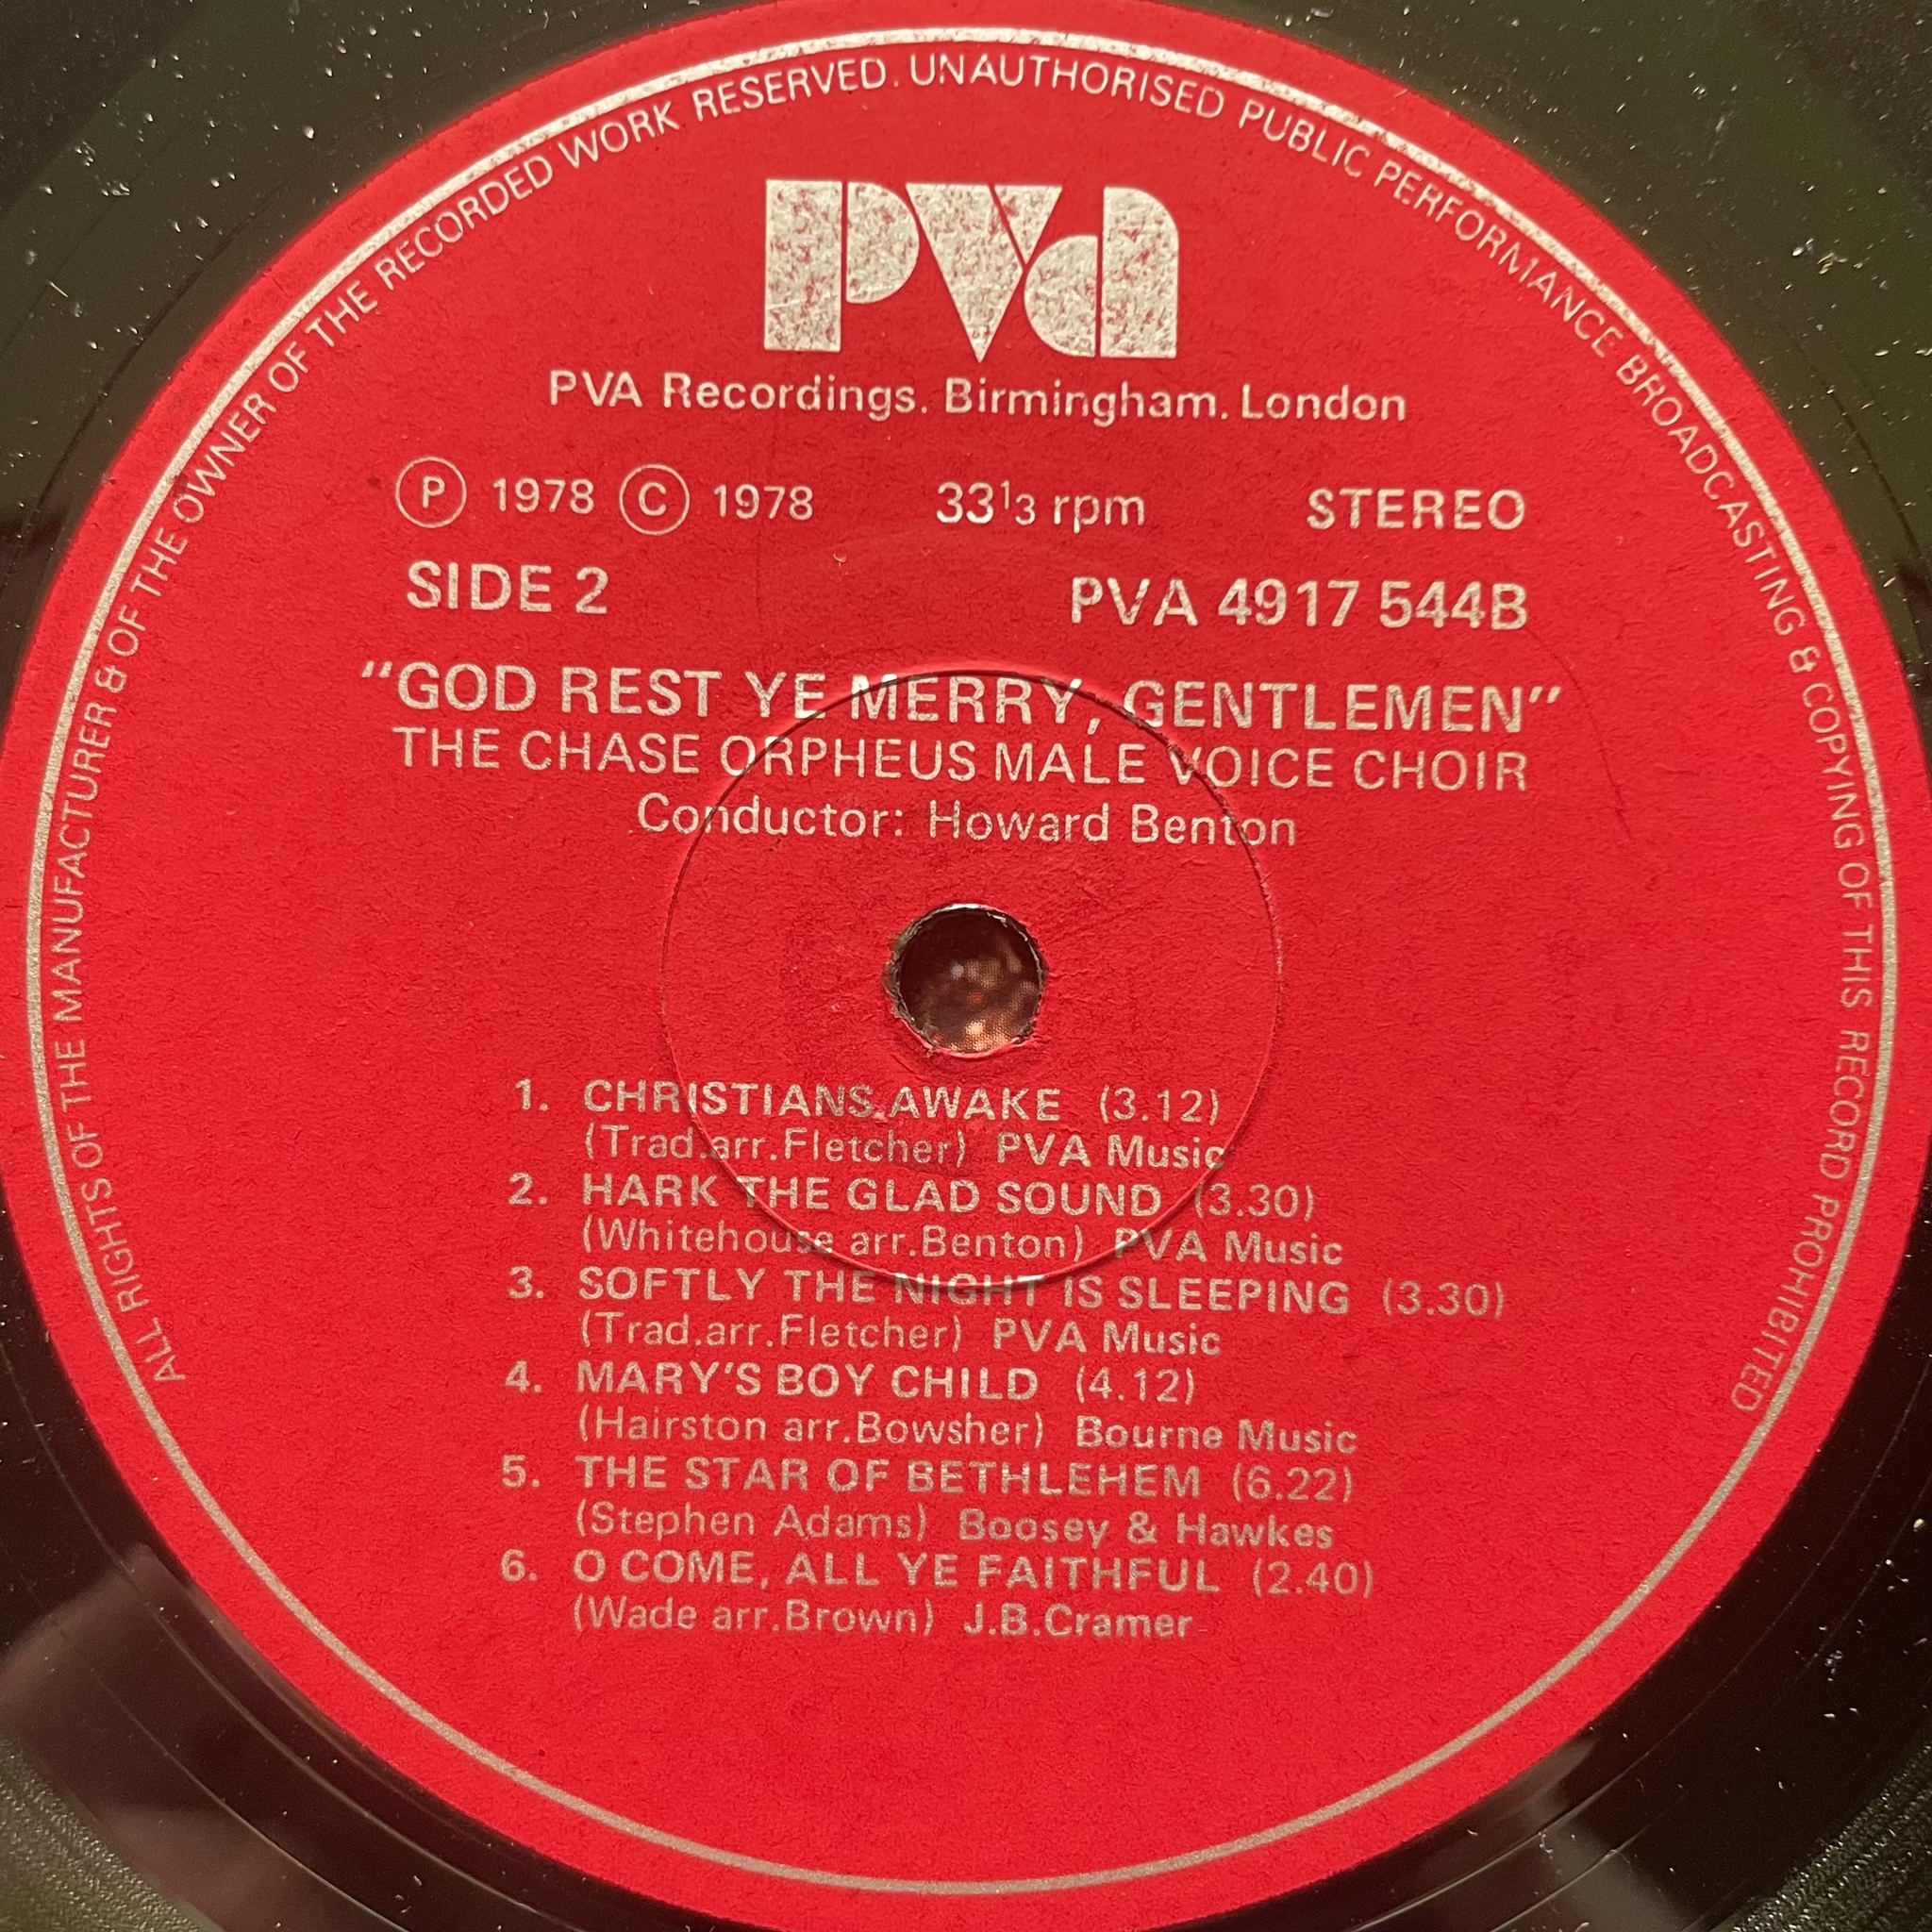 ALL RIGHTS OF THE MANUFACTURER & OF THE OWNER OF THE RECORDED WORK RESERVED. UNAUTHORISED PUBLIC PERFORMANCE BROADCASTING & COPYING OF THIS RECORD PROHIBITED
pva
PVA Recordings. Birmingham. London
Ⓟ 1978 Ⓒ 1978 33⅓ rpm STEREO
SIDE 2 PVA 4917 544B
"GOD REST YE MERRY, GENTLEMEN"
THE CHASE ORPHEUS MALE VOICE CHOIR
Conductor: Howard Benton
1. CHRISTIANS AWAKE (3.12)
(Trad.arr.Fletcher) PVA Music
2. HARK THE GLAD SOUND (3.30)
(Whitehouse arr.Benton) PVA Music
3. SOFTLY THE NIGHT IS SLEEPING (3.30)
(Trad.arr.Fletcher) PVA Music
4. MARY'S BOY CHILD (4.12)
(Hairston arr.Bowsher) Bourne Music
5. THE STAR OF BETHLEHEM (6.22)
(Stephen Adams) Boosey & Hawkes
6. O COME, ALL YE FAITHFUL (2.40)
(Wade arr.Brown) J.B.Cramer